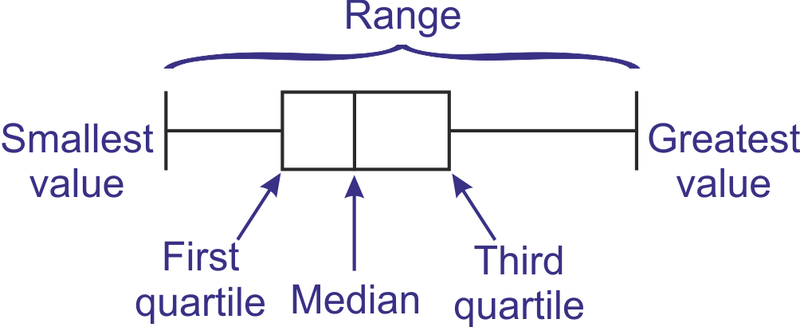 Range
Smallest
value
Greatest
value
First
quartile
Median
Third
quartile